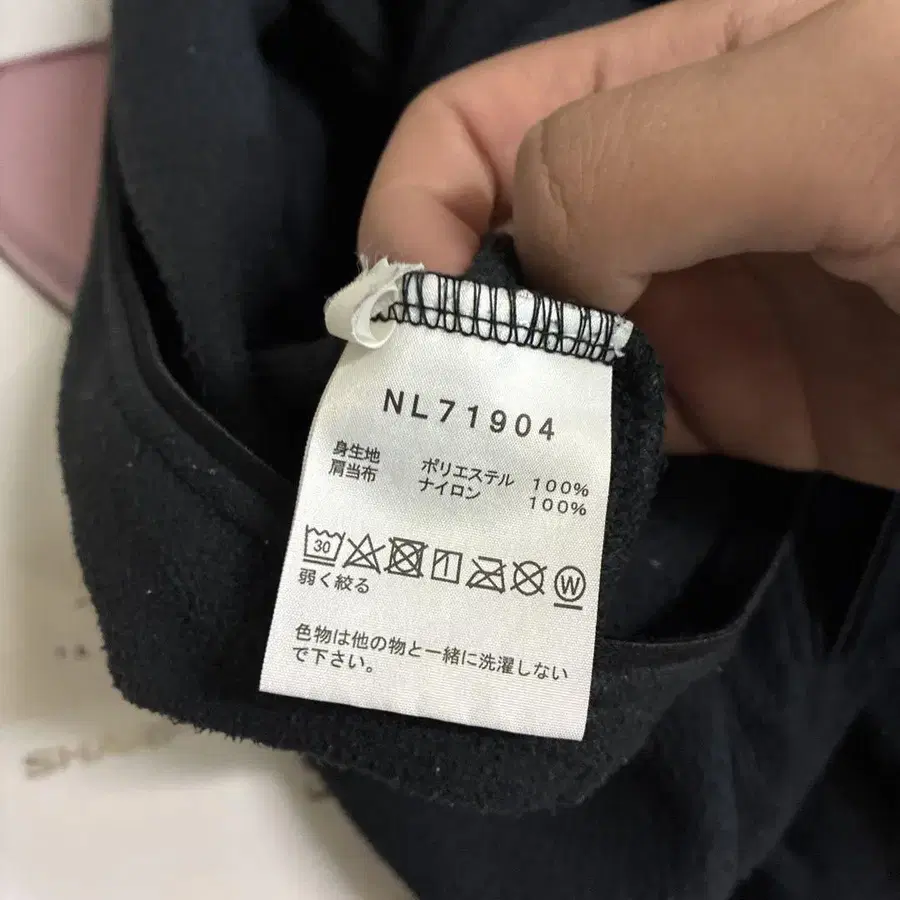 NL71904
身生地 ポリエステル 100%
肩当布 ナイロン 100%
30 W
弱く絞る
色物は他の物と一緒に洗濯しない
で下さい。